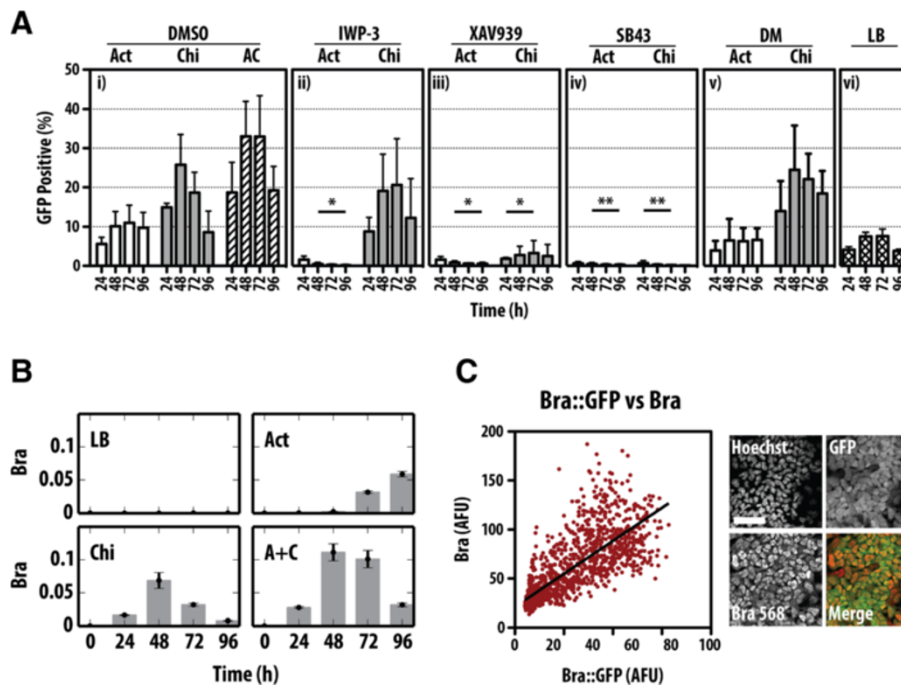 A
DMSO IWP-3 XAV939 SB43 DM LB
Act Chi AC Act Chi Act Chi Act Chi Act Chi
50 i) ii) iii) iv) v) vi)
40
30
20
10
0
GFP Positive (%)
* * * ** **
24 48 72 96 24 48 72 96 24 48 72 96 24 48 72 96 24 48 72 96 24 48 72 96 24 48 72 96 24 48 72 96 24 48 72 96 24 48 72 96 24 48 72 96 24 48 72 96
Time (h)
B
LB Act
0.1
0.05
0
Bra
Chi A+C
0.1
0.05
0
Bra
0 24 48 72 96 0 24 48 72 96
Time (h)
C
Bra::GFP vs Bra
200
150
100
50
0
Bra (AFU)
0 20 40 60 80 100
Bra::GFP (AFU)
Hoechst GFP
Bra 568 Merge